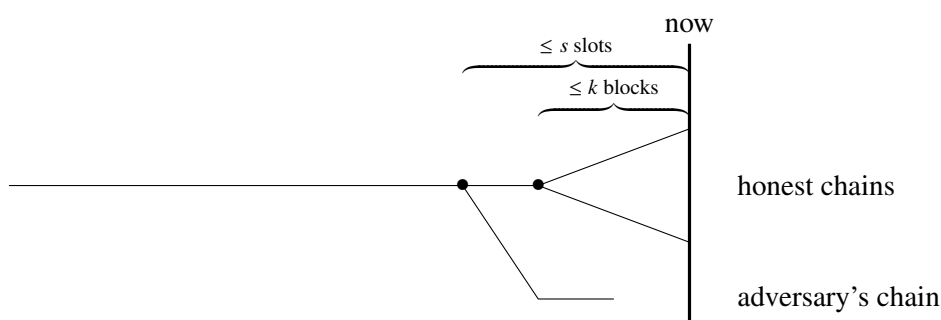 now
≤ s slots
≤ k blocks
honest chains
adversary's chain